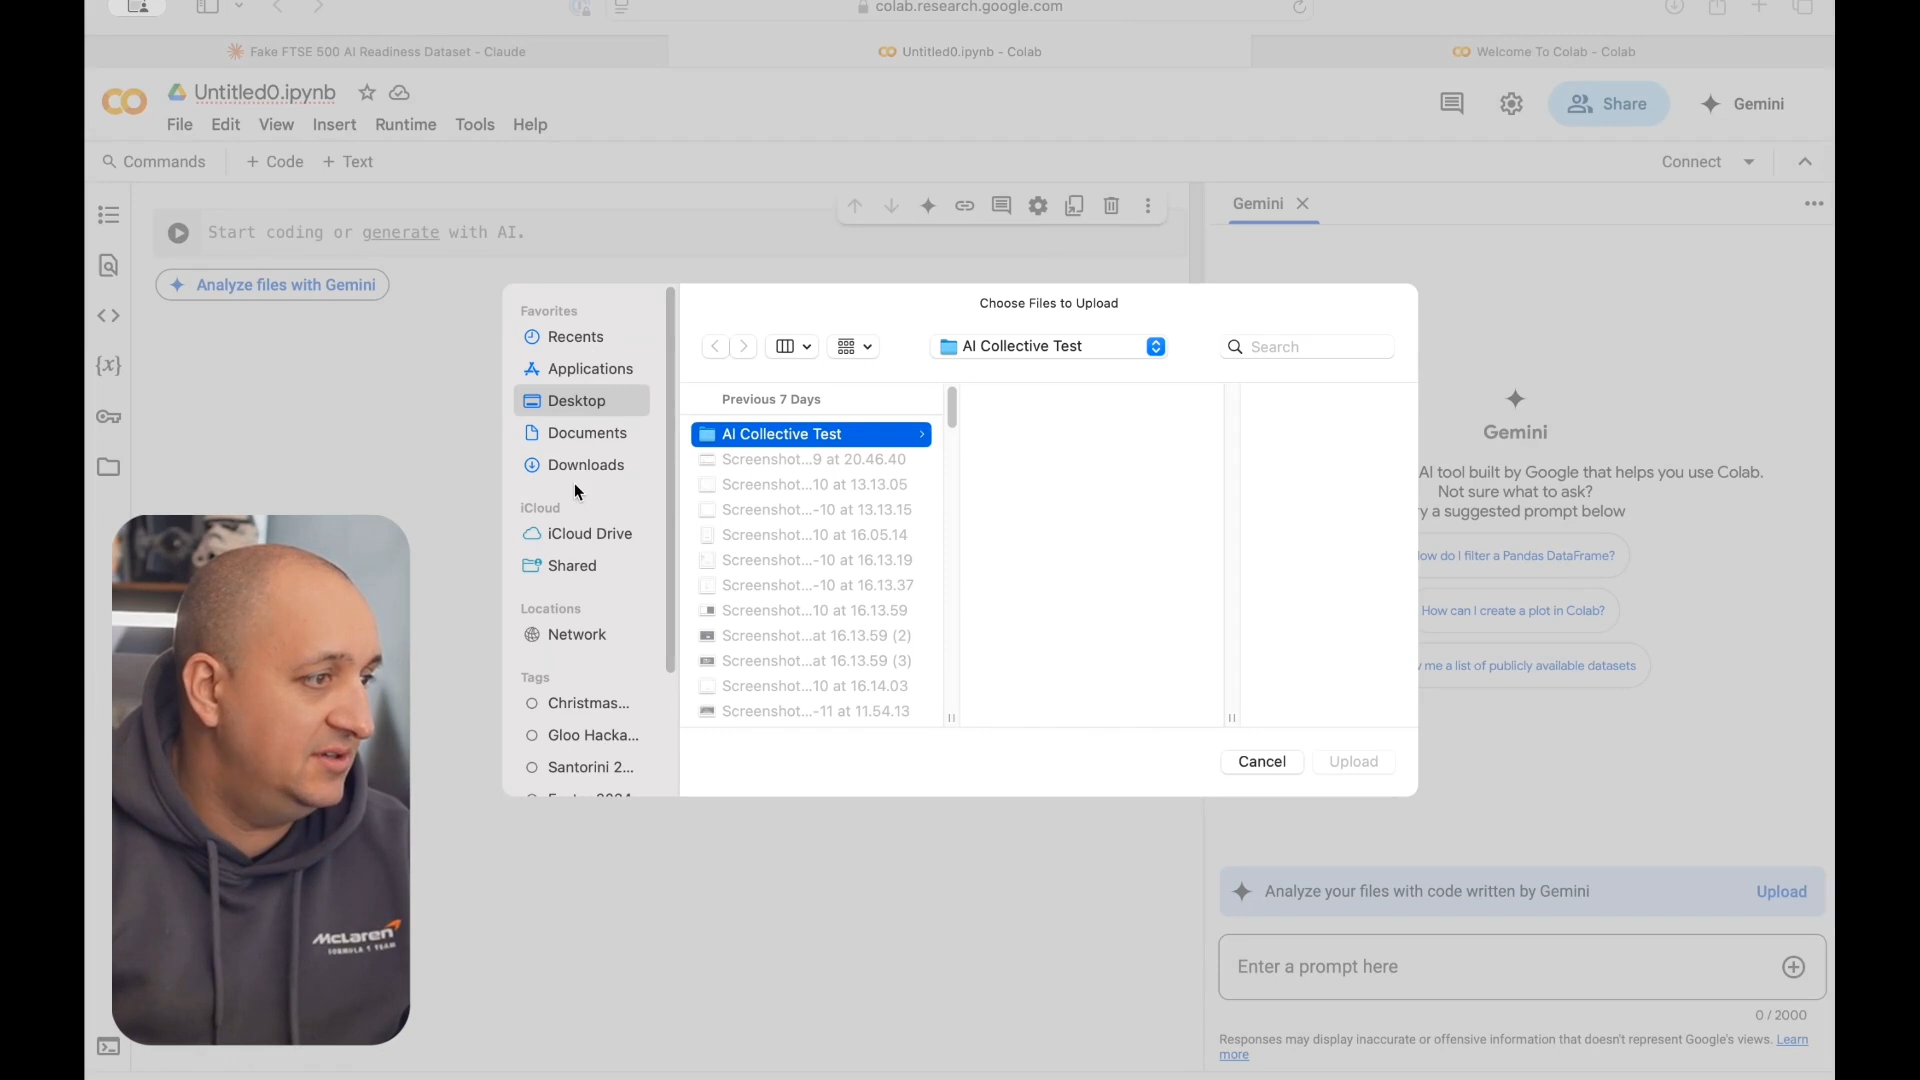 colab.research.google.com
Fake FTSE 500 AI Readiness Dataset - Claude
Untitled0.ipynb - Colab
Welcome To Colab - Colab
Untitled0.ipynb
File Edit View Insert Runtime Tools Help
Share
Gemini
Commands
+ Code + Text
Connect
Start coding or generate with AI.
Analyze files with Gemini
Gemini
Choose Files to Upload
Favorites
Recents
Applications
Desktop
Documents
Downloads
iCloud
iCloud Drive
Shared
Locations
Network
Tags
Christmas...
Gloo Hacka...
Santorini 2...
AI Collective Test
Search
Previous 7 Days
AI Collective Test
Screenshot...9 at 20.46.40
Screenshot...10 at 13.13.05
Screenshot...-10 at 13.13.15
Screenshot...10 at 16.05.14
Screenshot...-10 at 16.13.19
Screenshot...-10 at 16.13.37
Screenshot...10 at 16.13.59
Screenshot...at 16.13.59 (2)
Screenshot...at 16.13.59 (3)
Screenshot...10 at 16.14.03
Screenshot...-11 at 11.54.13
Cancel
Upload
Gemini
AI tool built by Google that helps you use Colab.
Not sure what to ask?
a suggested prompt below
do I filter a Pandas DataFrame?
How can I create a plot in Colab?
me a list of publicly available datasets
Analyze your files with code written by Gemini
Upload
Enter a prompt here
0 / 2000
Responses may display inaccurate or offensive information that doesn't represent Google's views. Learn
more
McLaren
FORMULA 1 TEAM